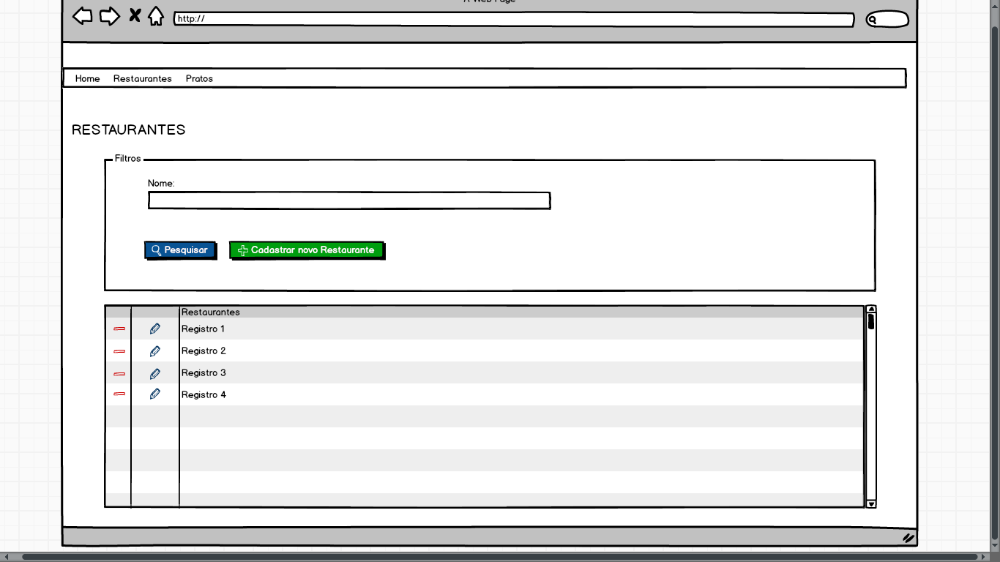 A Web Page
http://
Home Restaurantes Pratos
RESTAURANTES
Filtros
Nome:
Pesquisar Cadastrar novo Restaurante
Restaurantes
Registro 1
Registro 2
Registro 3
Registro 4